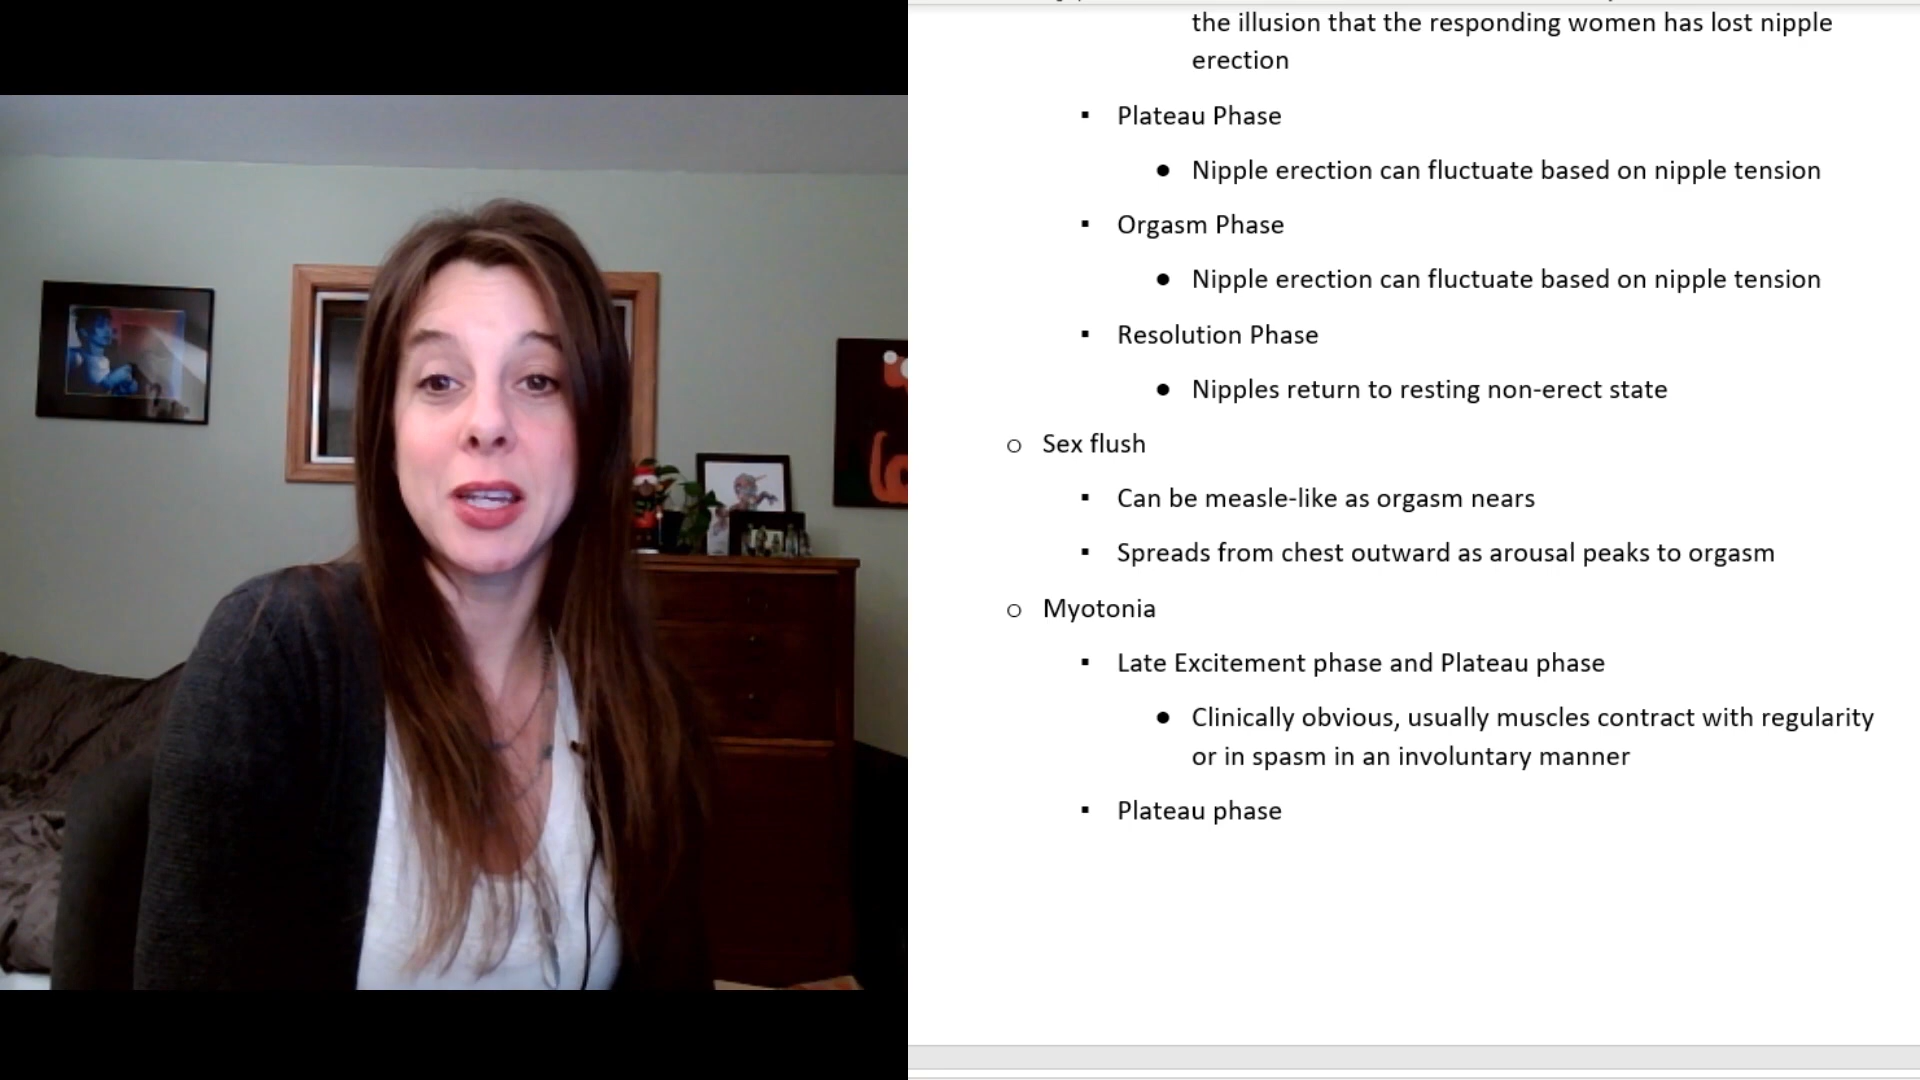 the illusion that the responding women has lost nipple
erection
▪ Plateau Phase
● Nipple erection can fluctuate based on nipple tension
▪ Orgasm Phase
● Nipple erection can fluctuate based on nipple tension
▪ Resolution Phase
● Nipples return to resting non-erect state
o Sex flush
▪ Can be measle-like as orgasm nears
▪ Spreads from chest outward as arousal peaks to orgasm
o Myotonia
▪ Late Excitement phase and Plateau phase
● Clinically obvious, usually muscles contract with regularity
or in spasm in an involuntary manner
▪ Plateau phase